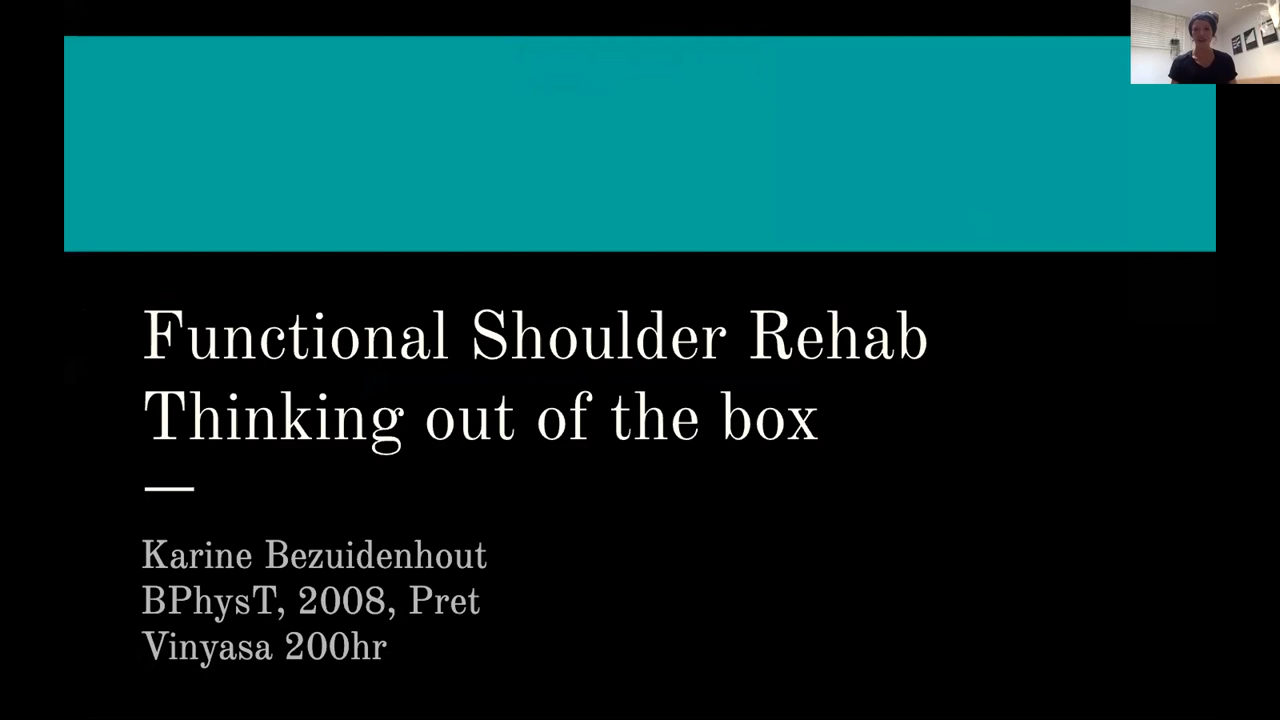 Functional Shoulder Rehab
Thinking out of the box
Karine Bezuidenhout
BPhysT, 2008, Pret
Vinyasa 200hr